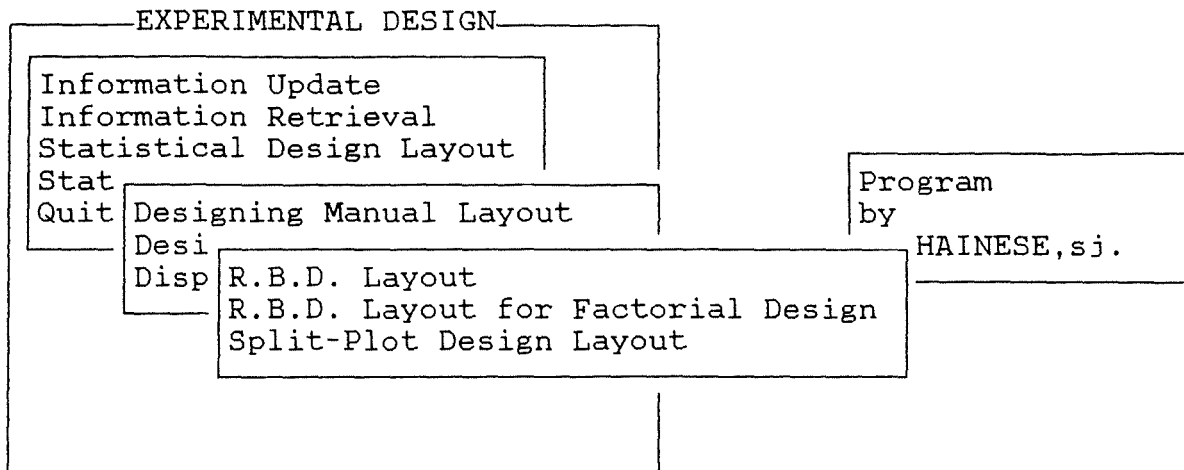 EXPERIMENTAL DESIGN
Information Update
Information Retrieval
Statistical Design Layout
Stat
Quit
Designing Manual Layout
Desi
Disp
R.B.D. Layout
R.B.D. Layout for Factorial Design
Split-Plot Design Layout
Program
by
HAINESE,sj.